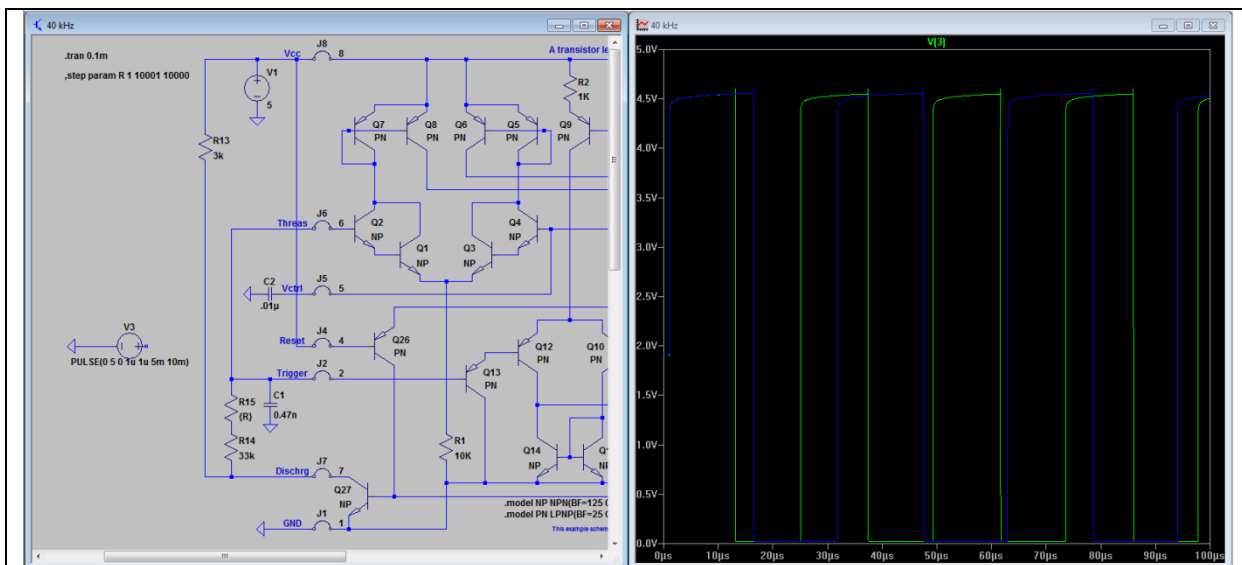 40 kHz
.tran 0.1m
,step param R 1 10001 10000
A transistor le
J8
Vcc 8
V1
5
R2
1K
R13
3k
Q7
PN
Q8
PN
Q6
PN
Q5
PN
Q9
PN
J6
Threas 6
Q2
NP
Q1
NP
Q4
NP
Q3
NP
C2
.01µ
J5
Vctrl 5
V3
PULSE(0 5 0 1u 1u 5m 10m)
J4
Reset 4
Q26
PN
Q12
PN
Q10
PN
J2
Trigger 2
Q13
PN
R15
{R}
C1
0.47n
R14
33k
R1
10K
Q14
NP
NP
J7
Dischrg 7
Q27
NP
.model NP NPN(BF=125 
.model PN LPNP(BF=25 
This example schem
J1
GND 1
40 kHz
V(3)
5.0V
4.5V
4.0V
3.5V
3.0V
2.5V
2.0V
1.5V
1.0V
0.5V
0.0V
0µs 10µs 20µs 30µs 40µs 50µs 60µs 70µs 80µs 90µs 100µs